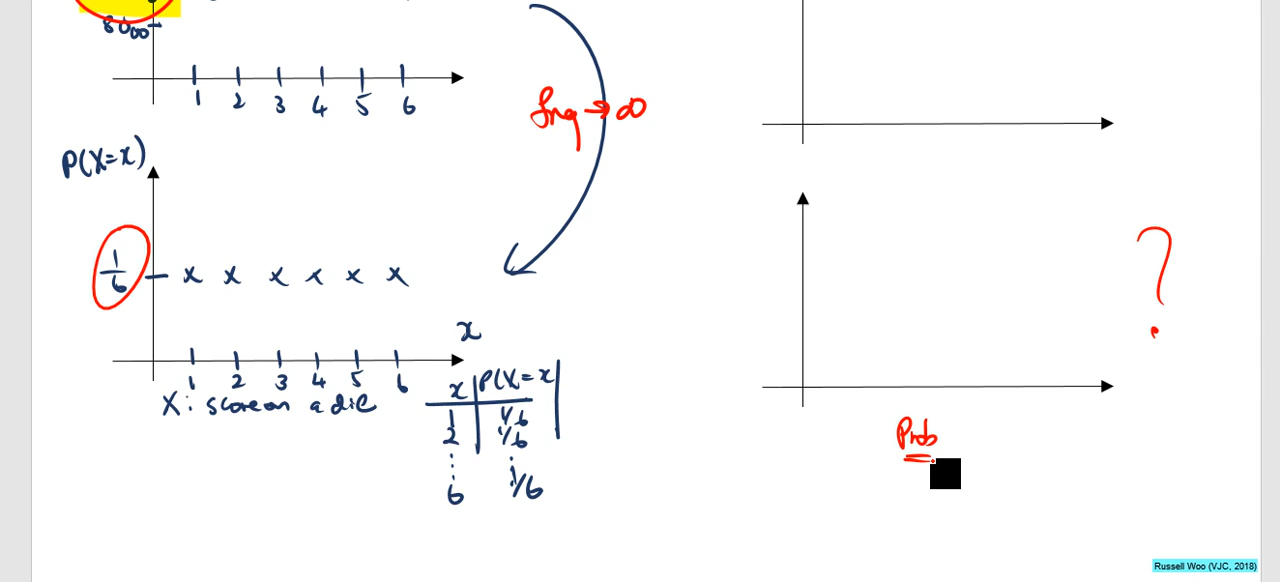 8000
1 2 3 4 5 6
freq → ∞
P(X=x)
1/6
x
1 2 3 4 5 6
X: score on a die
x P(X=x
1 1/6
2 1/6
⋮ ⋮
6 1/6
?
Prob
Russell Woo (VJC, 2018)